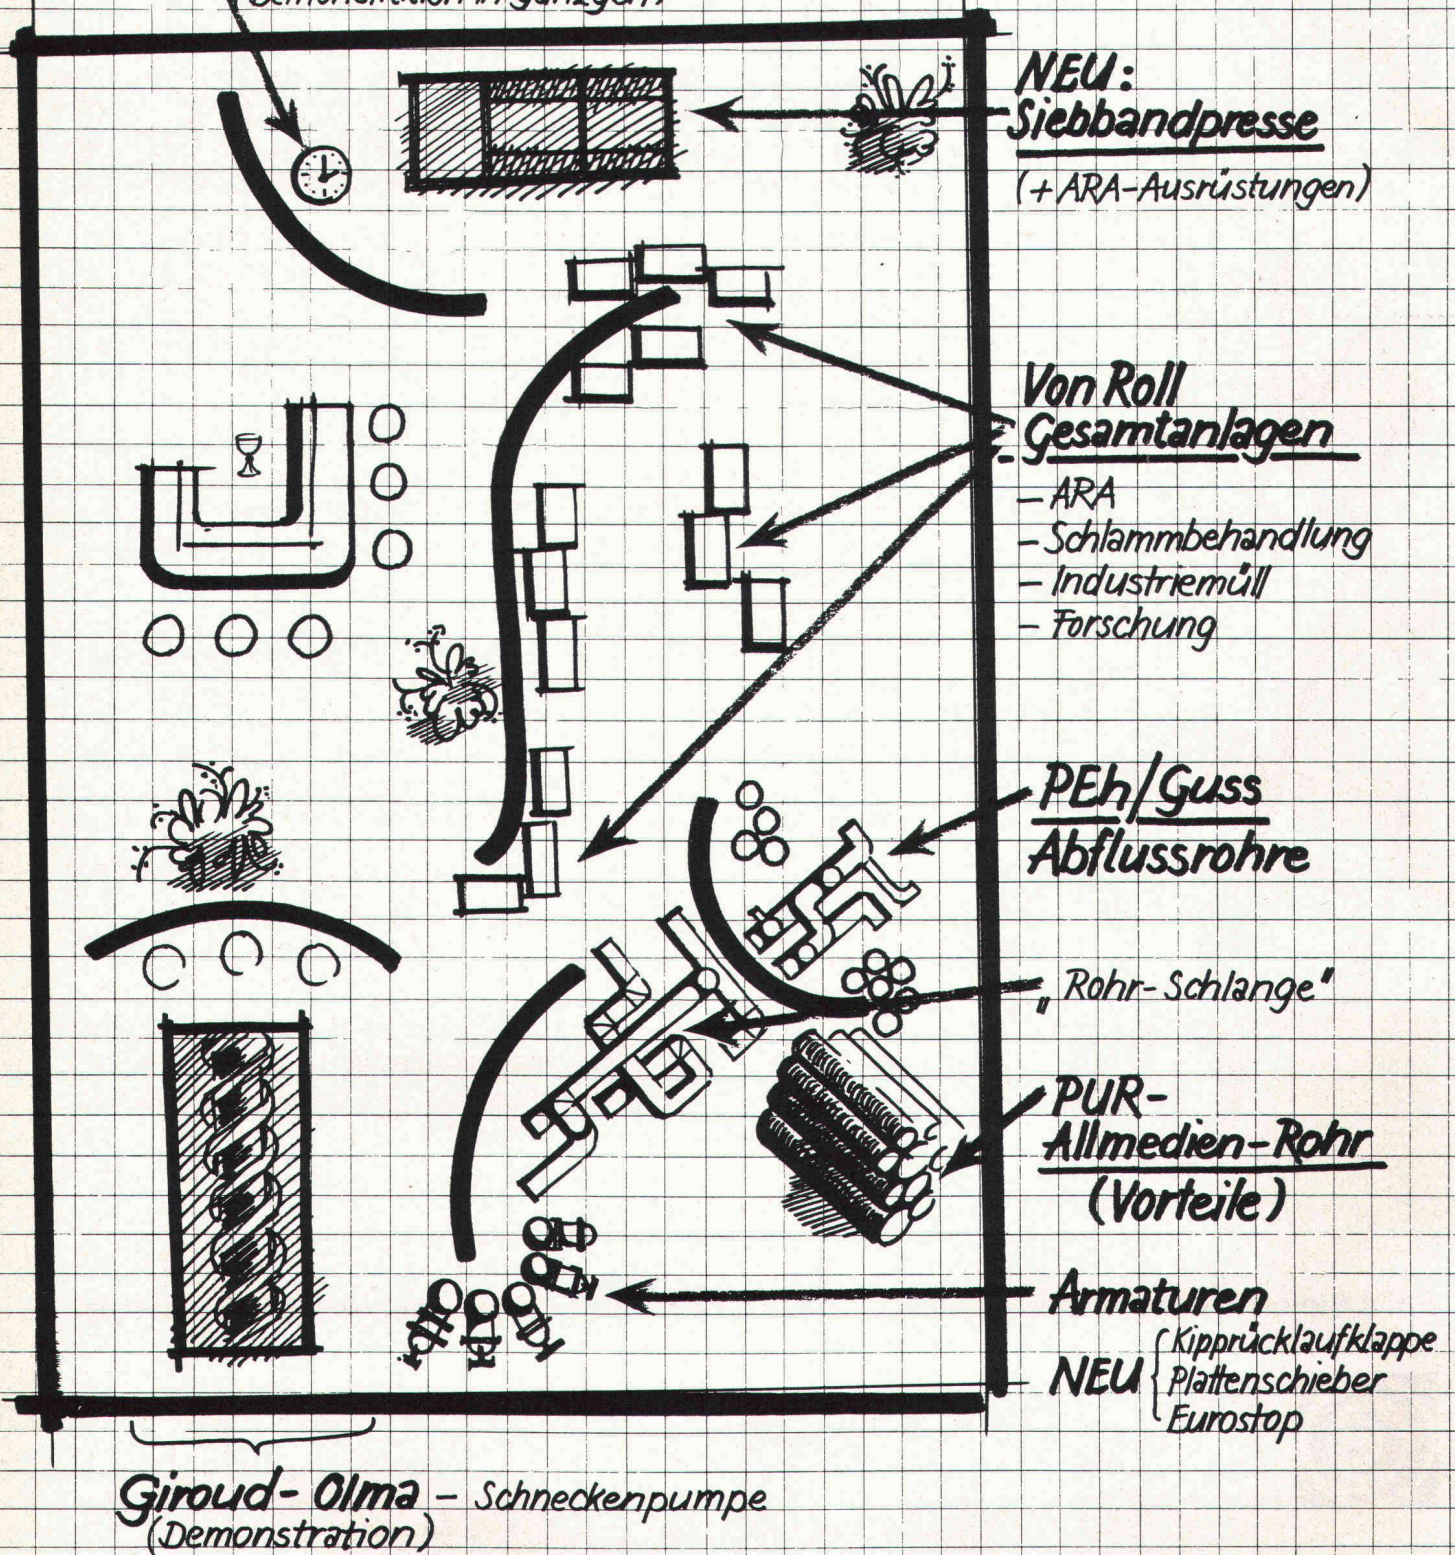 NEU:
Siebbandpresse
(+ ARA-Ausrüstungen)
Von Roll
Gesamtanlagen
- ARA
- Schlammbehandlung
- Industriemüll
- Forschung
PEh/Guss
Abflussrohre
„Rohr-Schlange"
PUR-
Allmedien-Rohr
(Vorteile)
Armaturen
NEU { Kipprücklaufklappe
Plattenschieber
Eurostop
Giroud-Olma - Schneckenpumpe
(Demonstration)